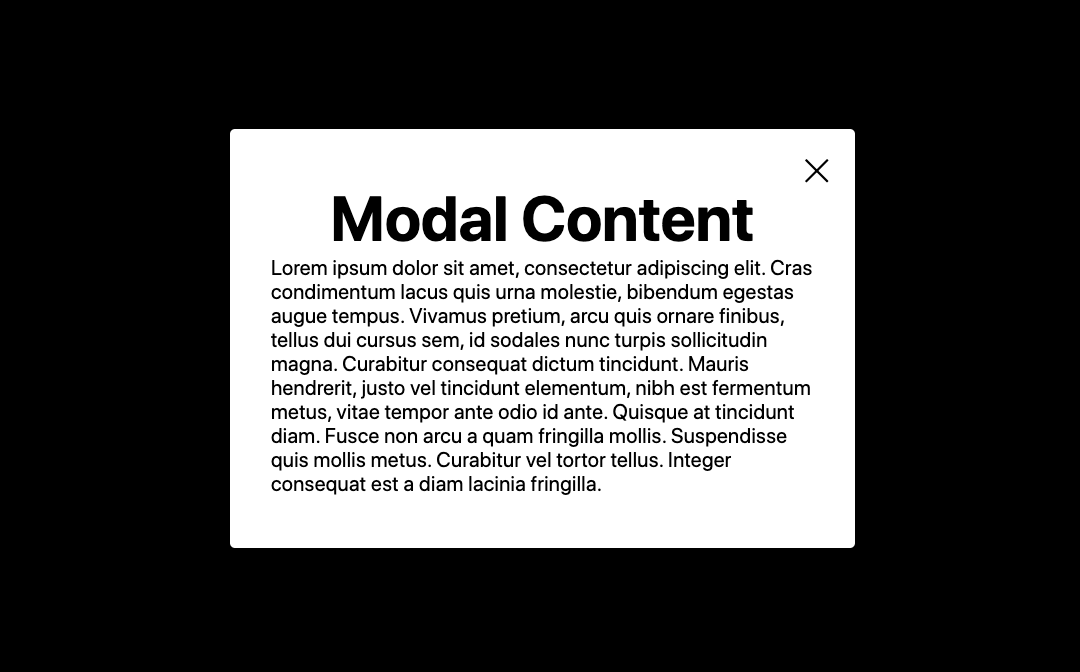 Modal Content
Lorem ipsum dolor sit amet, consectetur adipiscing elit. Cras
condimentum lacus quis urna molestie, bibendum egestas
augue tempus. Vivamus pretium, arcu quis ornare finibus,
tellus dui cursus sem, id sodales nunc turpis sollicitudin
magna. Curabitur consequat dictum tincidunt. Mauris
hendrerit, justo vel tincidunt elementum, nibh est fermentum
metus, vitae tempor ante odio id ante. Quisque at tincidunt
diam. Fusce non arcu a quam fringilla mollis. Suspendisse
quis mollis metus. Curabitur vel tortor tellus. Integer
consequat est a diam lacinia fringilla.